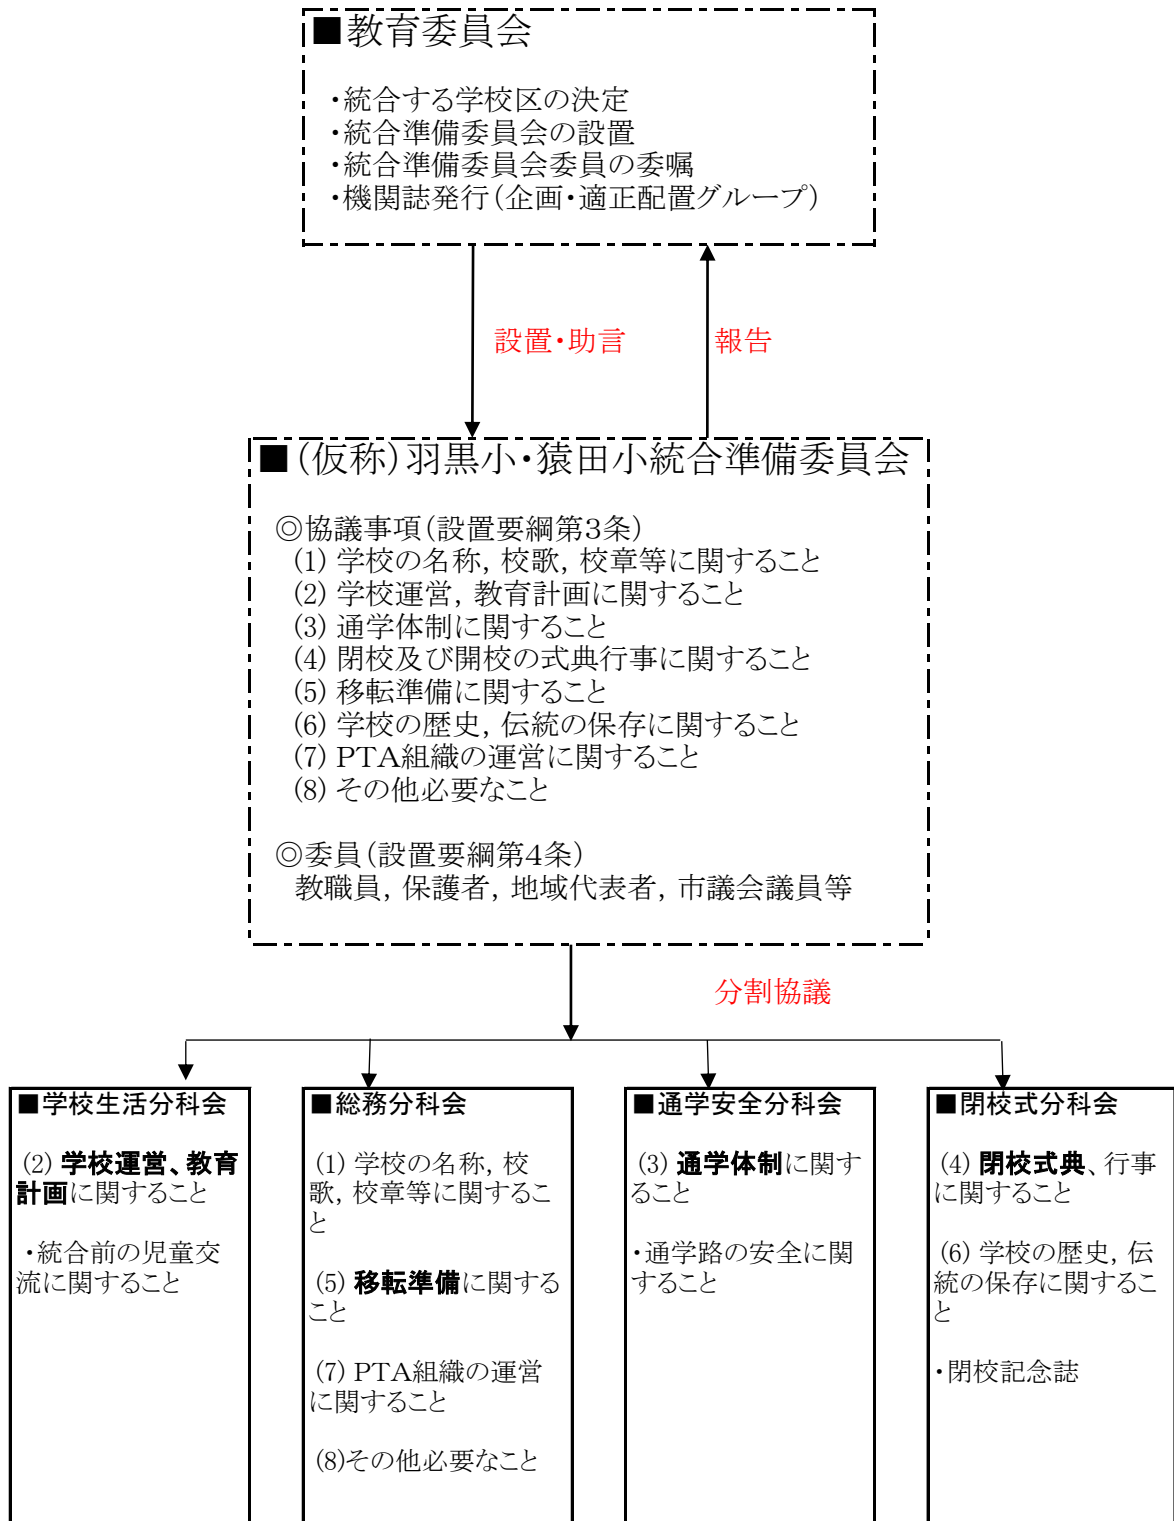 ■教育委員会
・統合する学校区の決定
・統合準備委員会の設置
・統合準備委員会委員の委嘱
・機関誌発行(企画・適正配置グループ)
設置・助言
報告
■(仮称)羽黒小・猿田小統合準備委員会
◎協議事項(設置要綱第3条)
(1) 学校の名称, 校歌, 校章等に関すること
(2) 学校運営, 教育計画に関すること
(3) 通学体制に関すること
(4) 閉校及び開校の式典行事に関すること
(5) 移転準備に関すること
(6) 学校の歴史, 伝統の保存に関すること
(7) PTA組織の運営に関すること
(8) その他必要なこと
◎委員(設置要綱第4条)
教職員, 保護者, 地域代表者, 市議会議員等
分割協議
■学校生活分科会
(2) 学校運営、教育
計画に関すること
・統合前の児童交
流に関すること
■総務分科会
(1) 学校の名称, 校
歌, 校章等に関するこ
と
(5) 移転準備に関する
こと
(7) PTA組織の運営
に関すること
(8)その他必要なこと
■通学安全分科会
(3) 通学体制に関す
ること
・通学路の安全に関
すること
■閉校式分科会
(4) 閉校式典、行事
に関すること
(6) 学校の歴史, 伝
統の保存に関するこ
と
・閉校記念誌